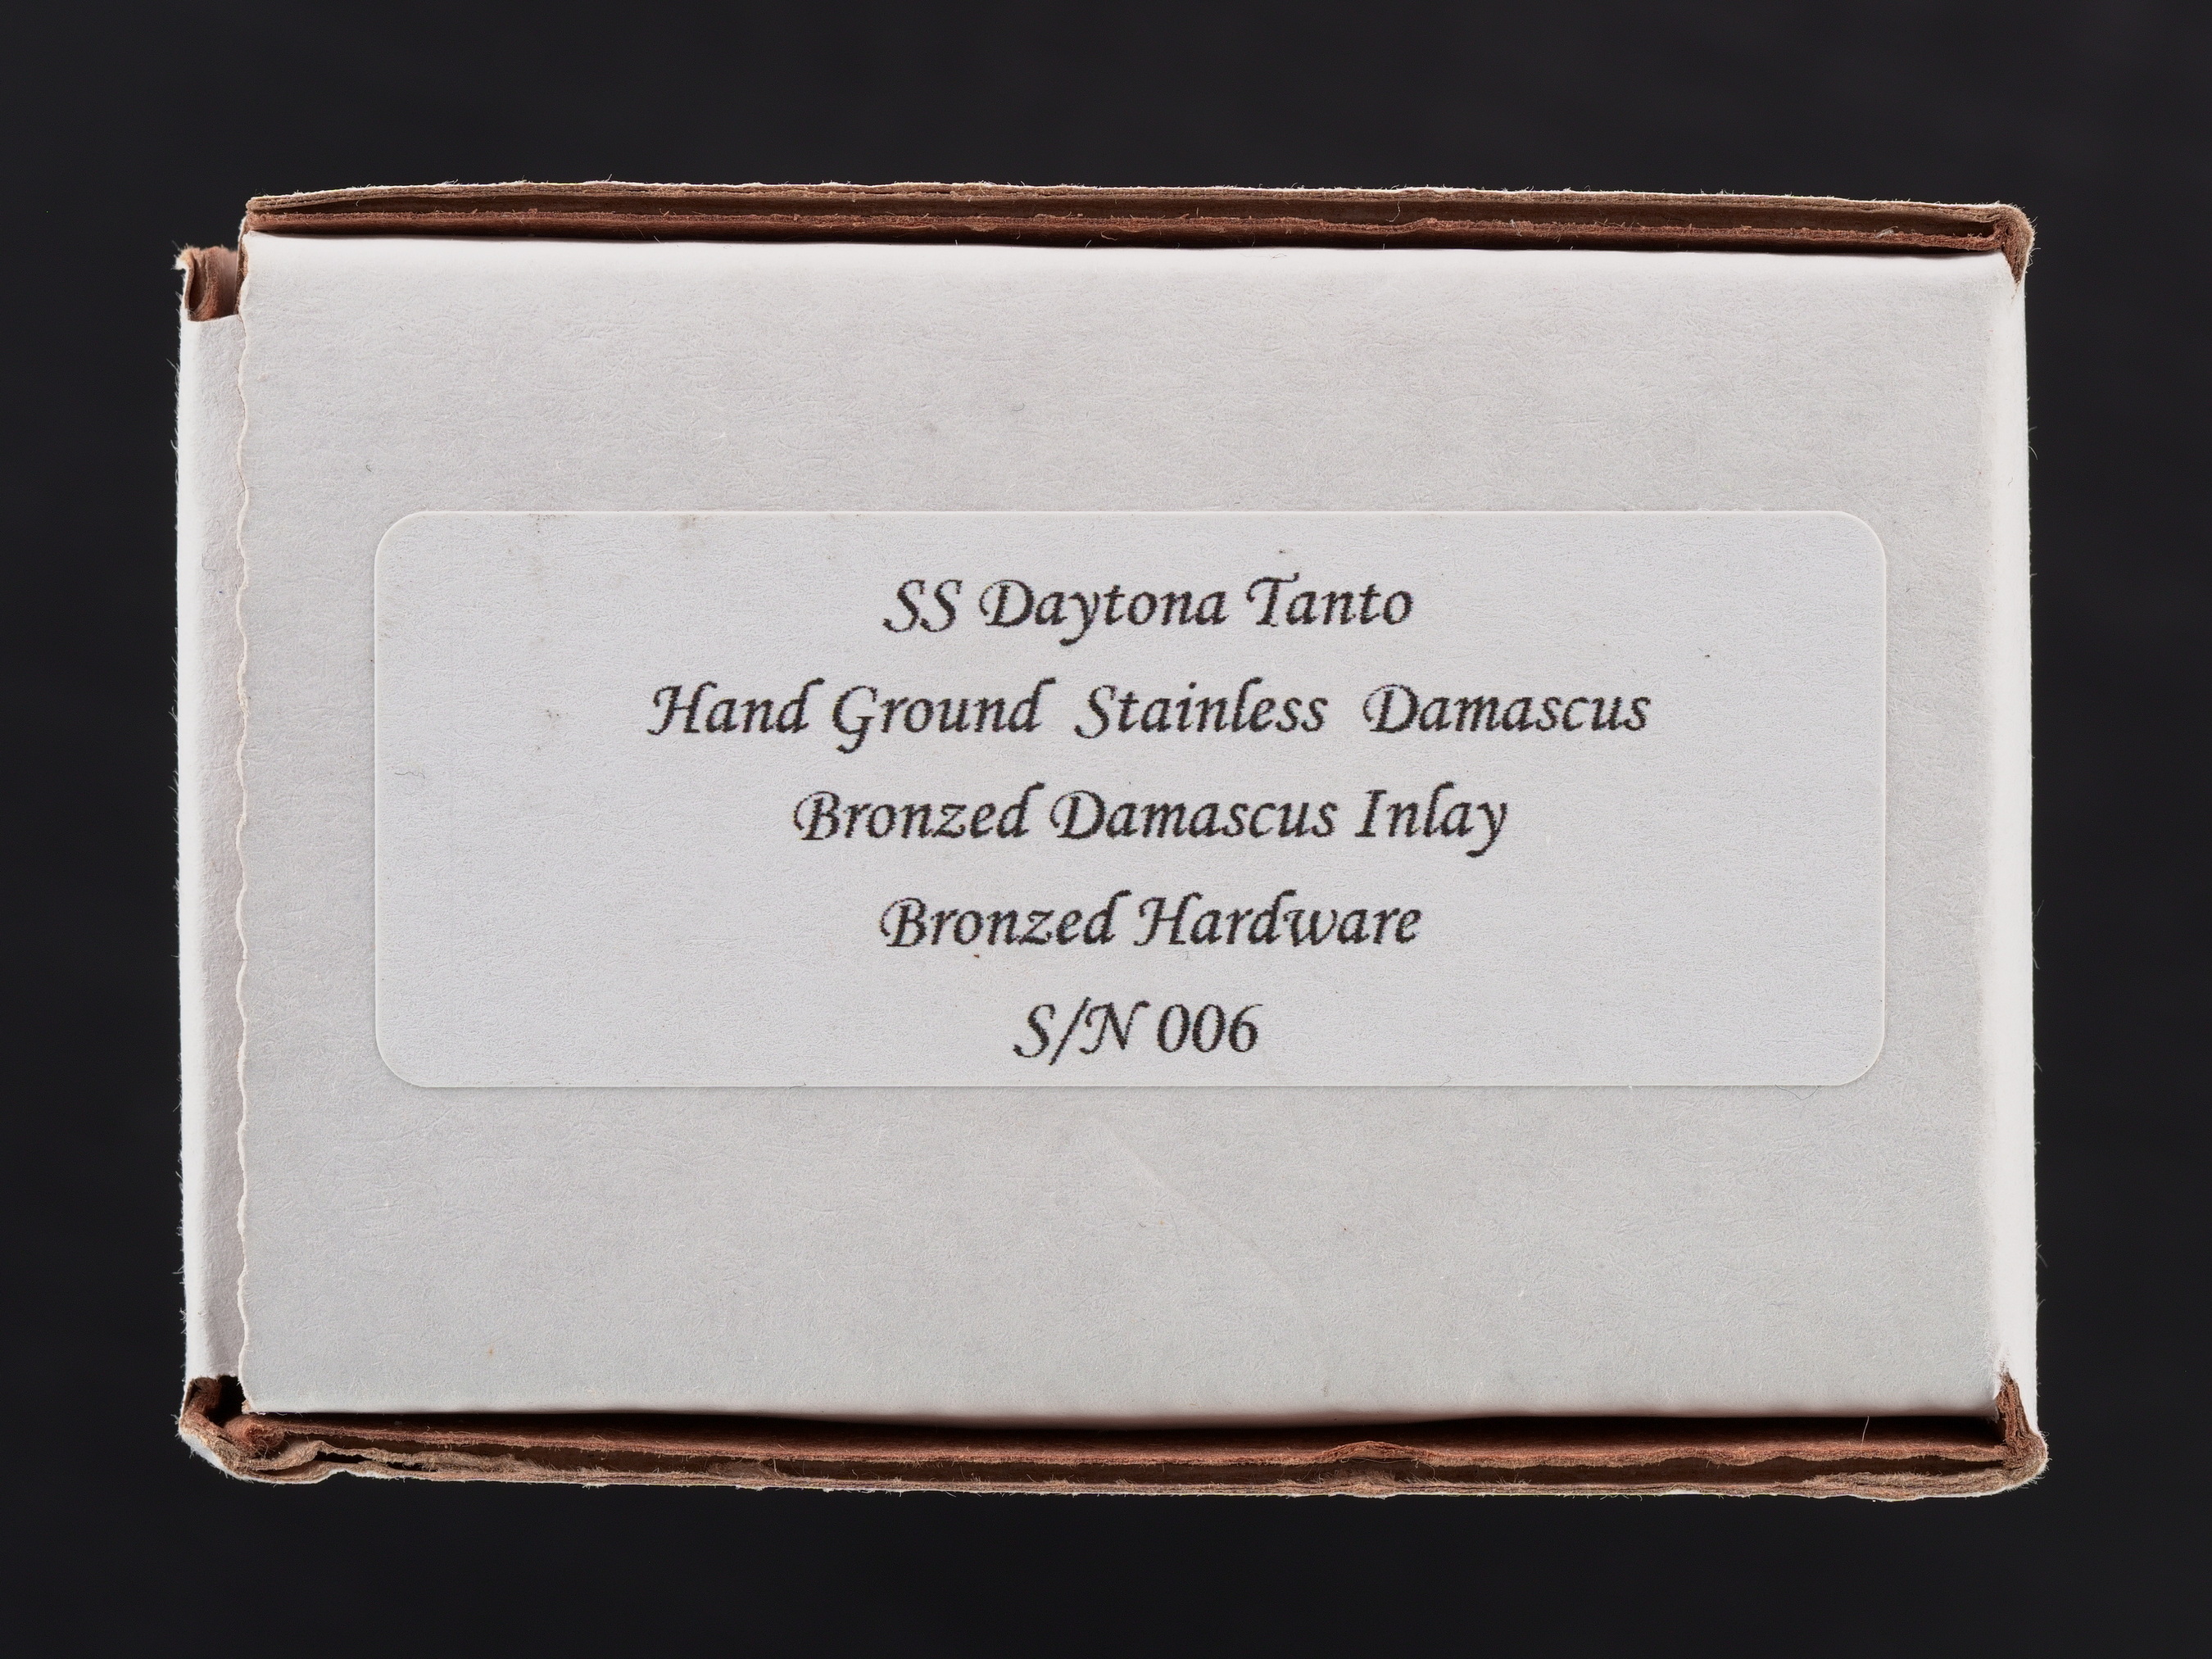 SS Daytona Tanto
Hand Ground Stainless Damascus
Bronzed Damascus Inlay
Bronzed Hardware
S/N 006